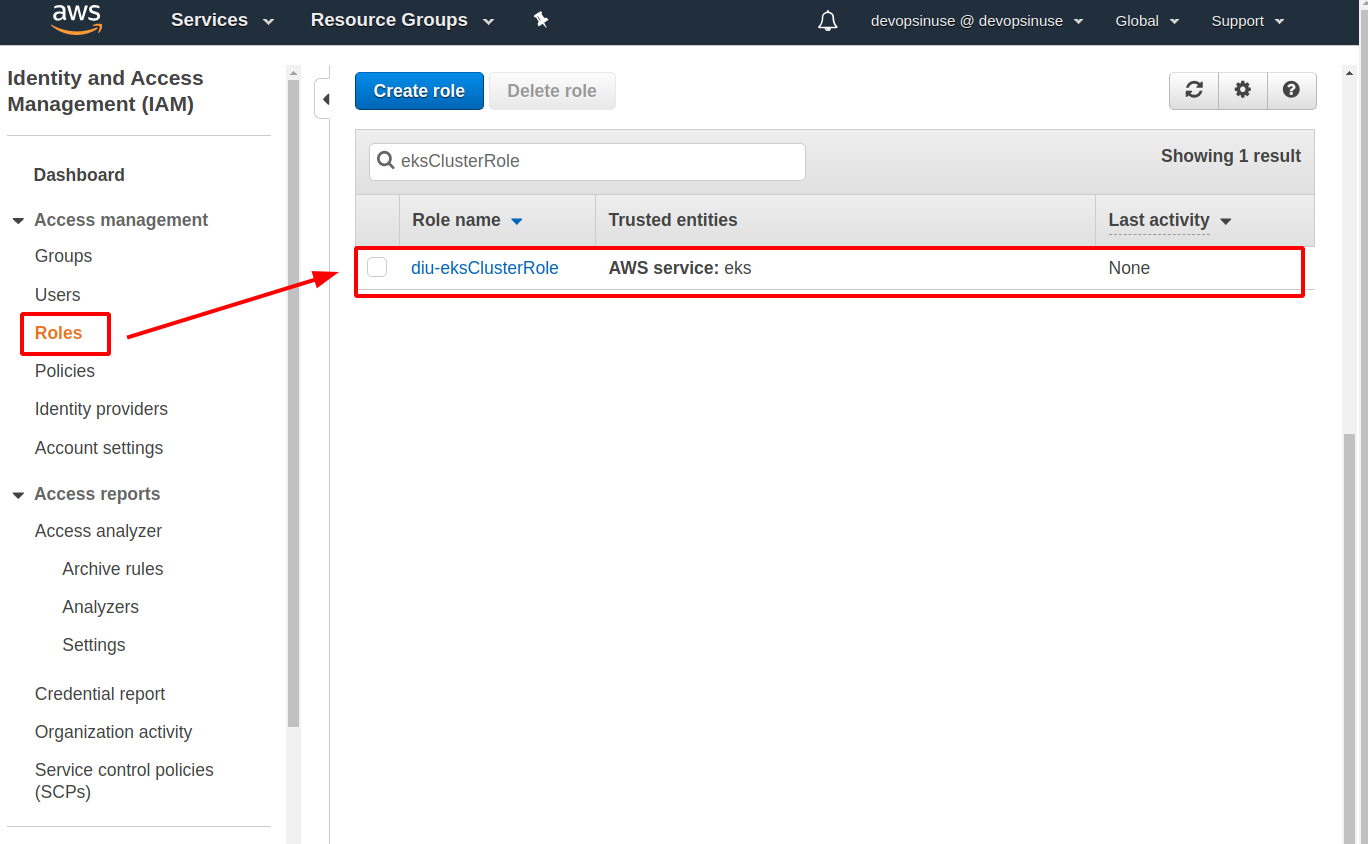 aws Services Resource Groups devopsinuse @ devopsinuse Global Support
Identity and Access
Management (IAM)
Dashboard
Access management
Groups
Users
Roles
Policies
Identity providers
Account settings
Access reports
Access analyzer
Archive rules
Analyzers
Settings
Credential report
Organization activity
Service control policies
(SCPs)
Create role Delete role
eksClusterRole Showing 1 result
Role name Trusted entities Last activity
diu-eksClusterRole AWS service: eks None